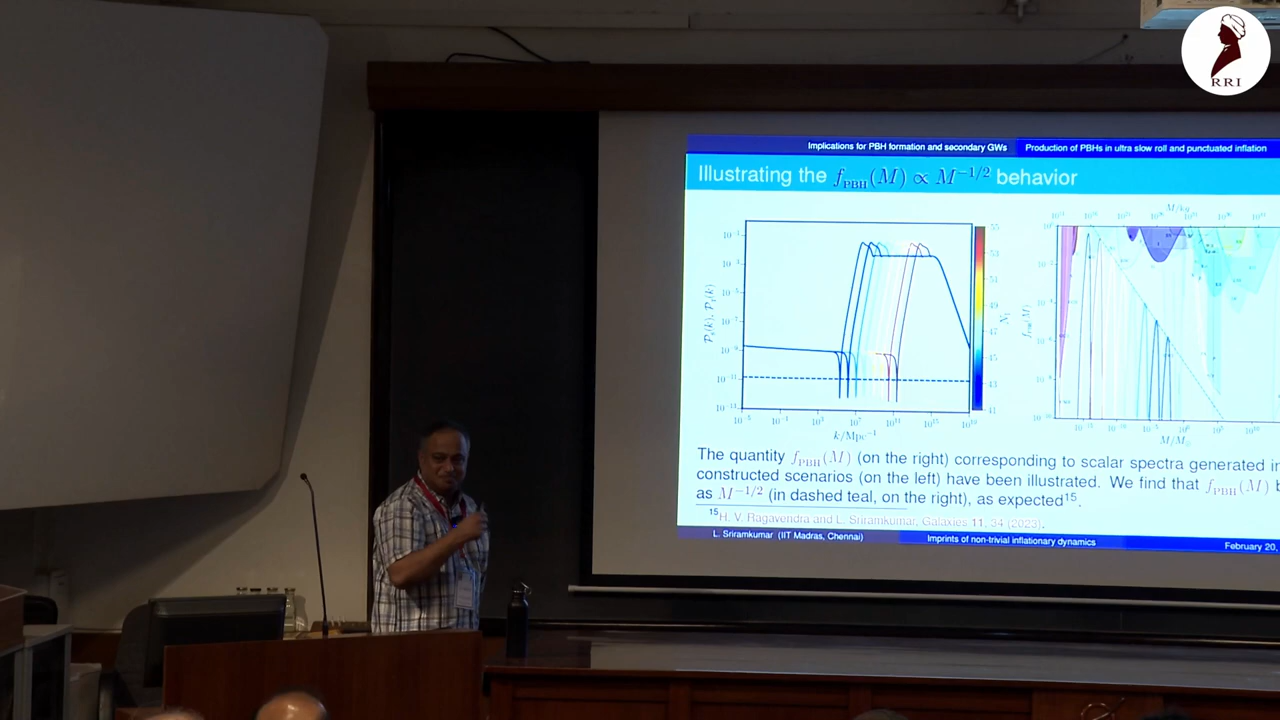 RRI
Implications for PBH formation and secondary GWs Production of PBHs in ultra slow roll and punctuated inflation
Illustrating the f_PBH(M) ∝ M^{-1/2} behavior
k/Mpc⁻¹
M/kg
M/M☉
The quantity f_PBH(M) (on the right) corresponding to scalar spectra generated in
constructed scenarios (on the left) have been illustrated. We find that f_PBH(M) b
as M^{-1/2} (in dashed teal, on the right), as expected¹⁵.
¹⁵H. V. Ragavendra and L. Sriramkumar, Galaxies 11, 34 (2023).
L. Sriramkumar (IIT Madras, Chennai) Imprints of non-trivial inflationary dynamics February 20,